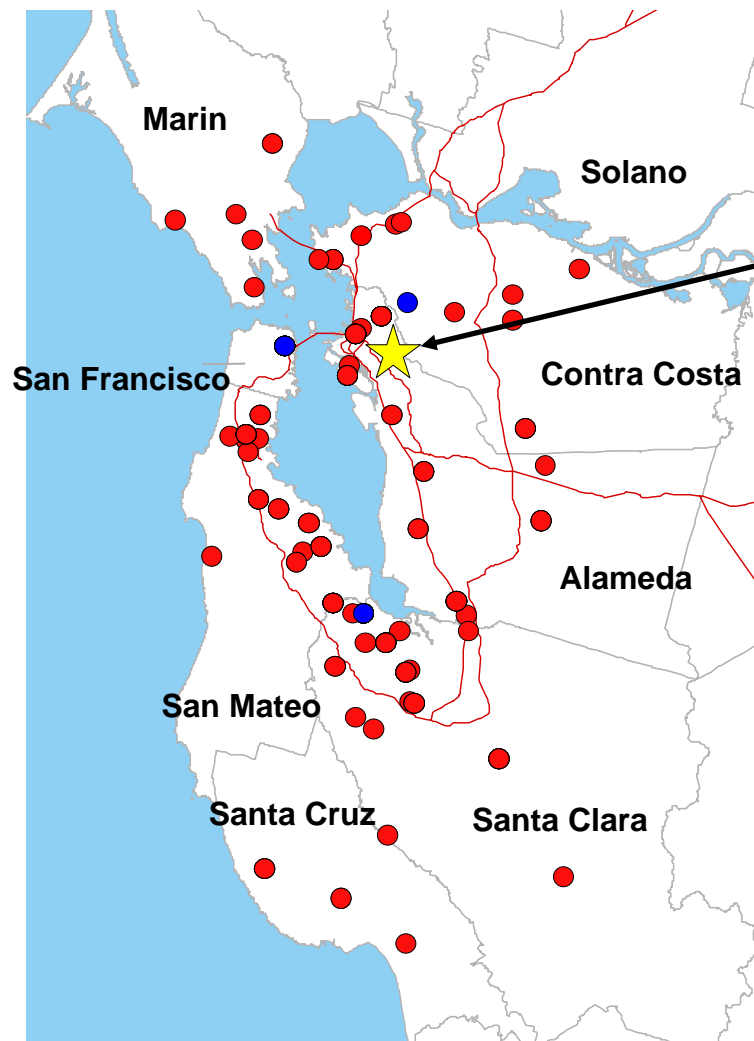 Marin
Solano
San Francisco
Contra Costa
Alameda
San Mateo
Santa Cruz
Santa Clara